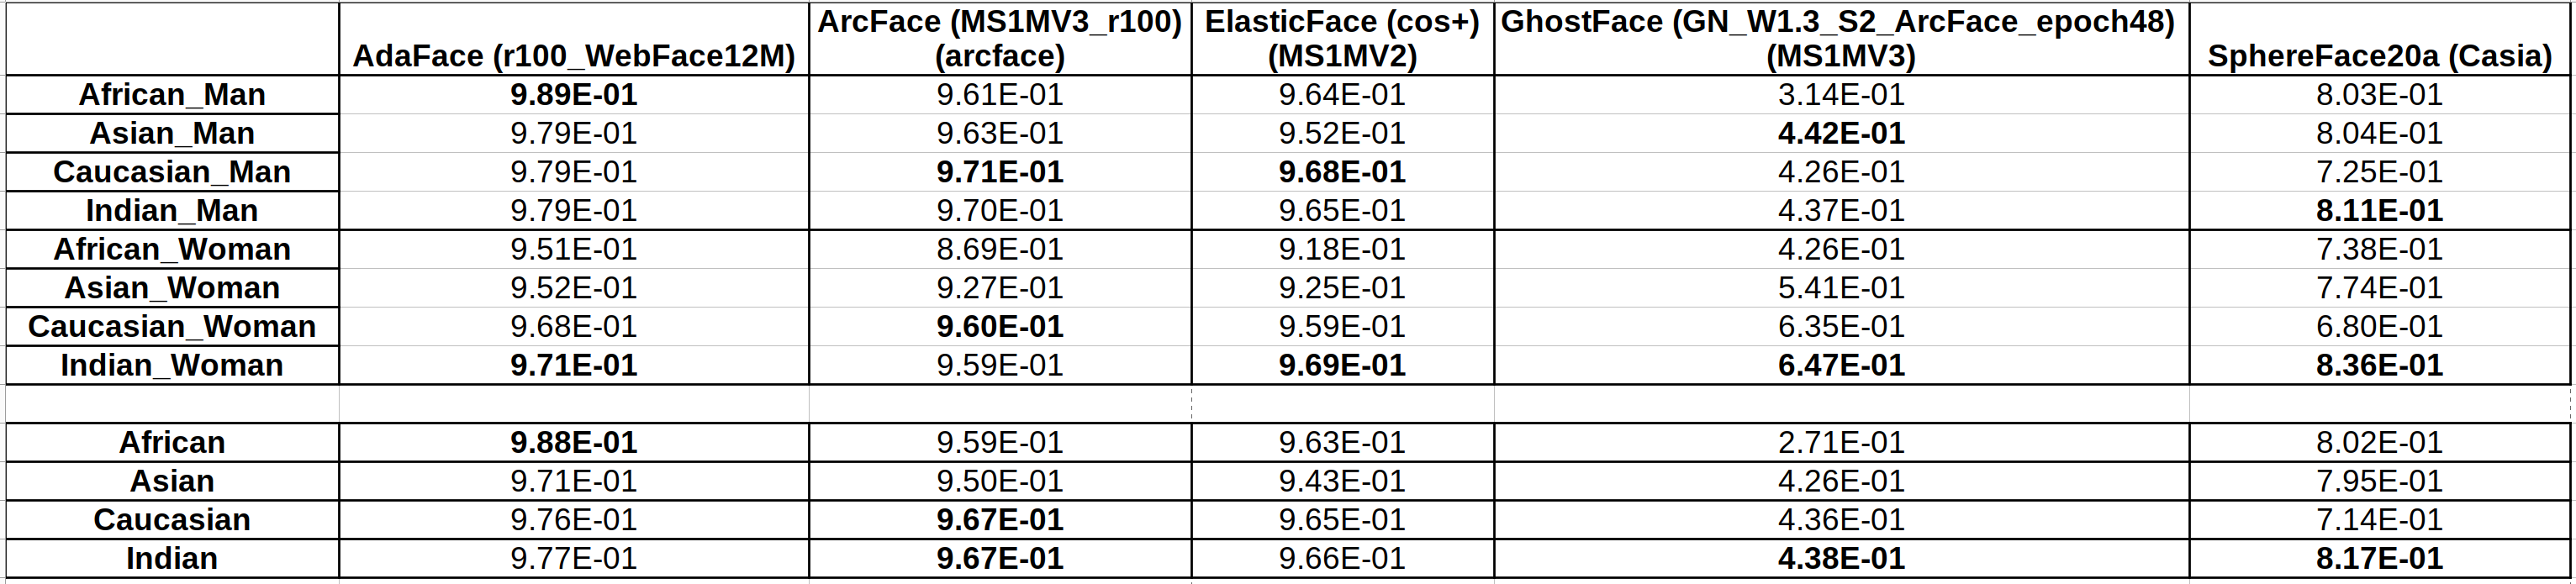 AdaFace (r100_WebFace12M) ArcFace (MS1MV3_r100) (arcface) ElasticFace (cos+) (MS1MV2) GhostFace (GN_W1.3_S2_ArcFace_epoch48) (MS1MV3) SphereFace20a (Casia)
African_Man 9.89E-01 9.61E-01 9.64E-01 3.14E-01 8.03E-01
Asian_Man 9.79E-01 9.63E-01 9.52E-01 4.42E-01 8.04E-01
Caucasian_Man 9.79E-01 9.71E-01 9.68E-01 4.26E-01 7.25E-01
Indian_Man 9.79E-01 9.70E-01 9.65E-01 4.37E-01 8.11E-01
African_Woman 9.51E-01 8.69E-01 9.18E-01 4.26E-01 7.38E-01
Asian_Woman 9.52E-01 9.27E-01 9.25E-01 5.41E-01 7.74E-01
Caucasian_Woman 9.68E-01 9.60E-01 9.59E-01 6.35E-01 6.80E-01
Indian_Woman 9.71E-01 9.59E-01 9.69E-01 6.47E-01 8.36E-01
African 9.88E-01 9.59E-01 9.63E-01 2.71E-01 8.02E-01
Asian 9.71E-01 9.50E-01 9.43E-01 4.26E-01 7.95E-01
Caucasian 9.76E-01 9.67E-01 9.65E-01 4.36E-01 7.14E-01
Indian 9.77E-01 9.67E-01 9.66E-01 4.38E-01 8.17E-01